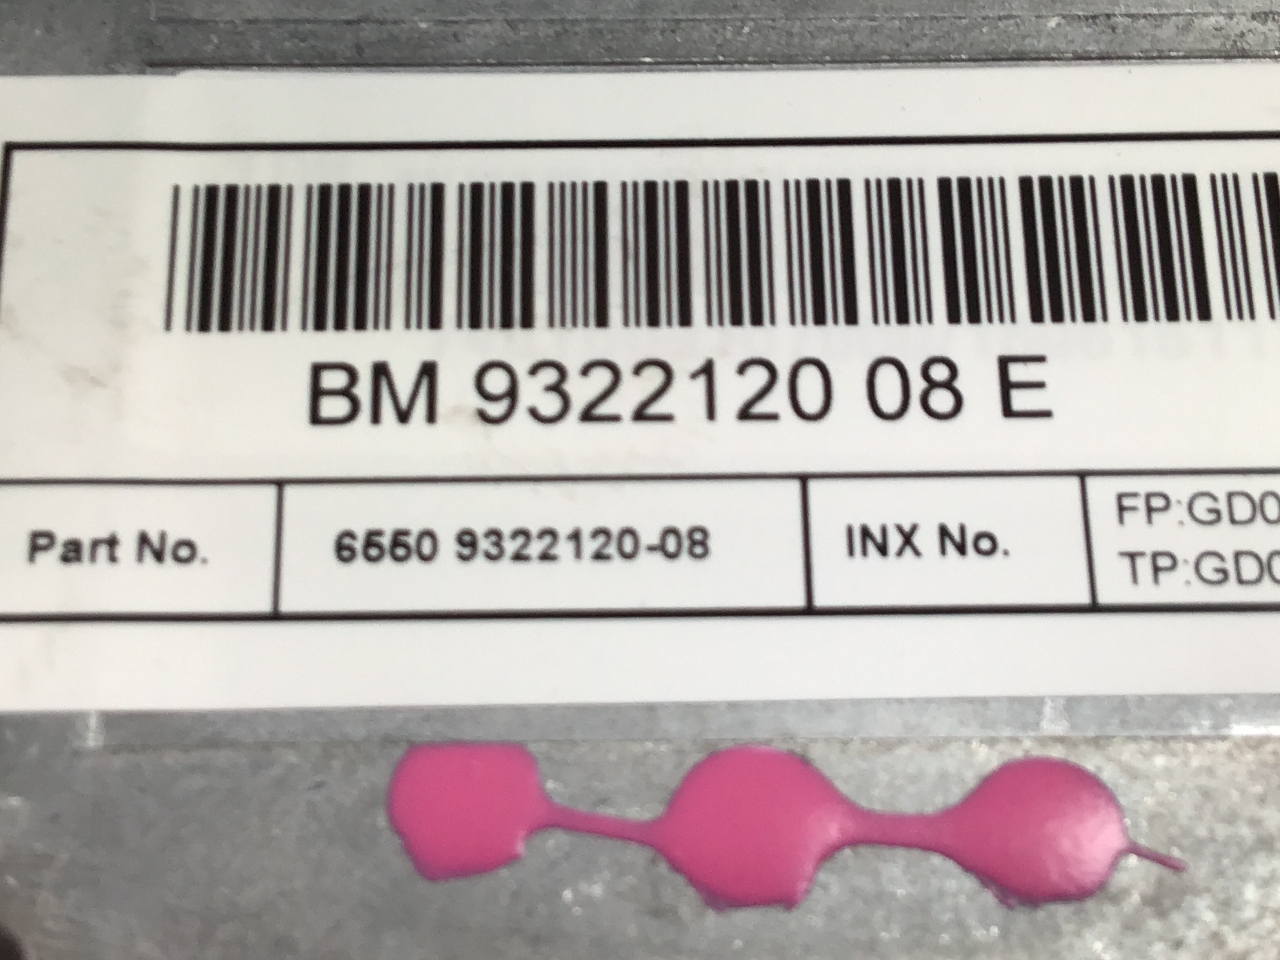 BM 9322120 08 E
Part No.
6550 9322120-08
INX No.
FP:GD0
TP:GD0